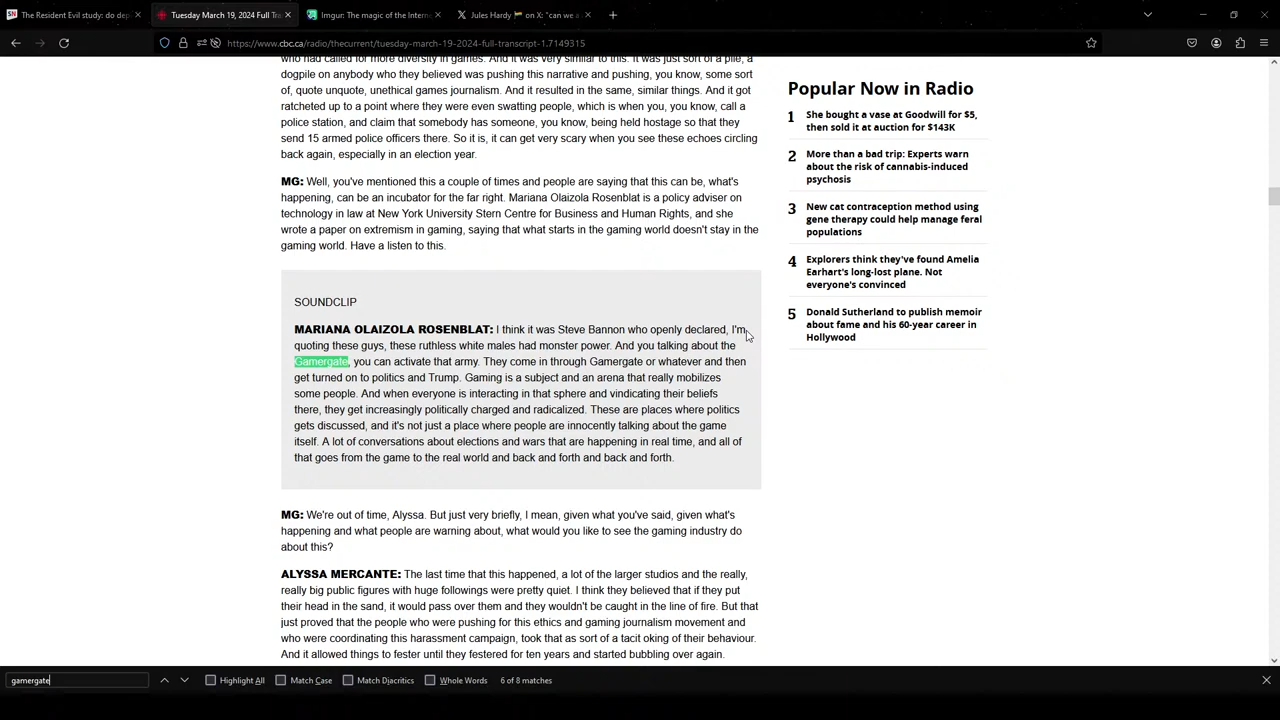 The Resident Evil study: do de
Tuesday March 19, 2024 Full Tra
Imgur: The magic of the Interne
Jules Hardy on X: "can we a
https://www.cbc.ca/radio/thecurrent/tuesday-march-19-2024-full-transcript-1.7149315
who had called for more diversity in games. And it was very similar to this. It was just sort of a pile, a
dogpile on anybody who they believed was pushing this narrative and pushing, you know, some sort
of, quote unquote, unethical games journalism. And it resulted in the same, similar things. And it got
ratcheted up to a point where they were even swatting people, which is when you, you know, call a
police station, and claim that somebody has someone, you know, being held hostage so that they
send 15 armed police officers there. So it is, it can get very scary when you see these echoes circling
back again, especially in an election year.
MG: Well, you've mentioned this a couple of times and people are saying that this can be, what's
happening, can be an incubator for the far right. Mariana Olaizola Rosenblat is a policy adviser on
technology in law at New York University Stern Centre for Business and Human Rights, and she
wrote a paper on extremism in gaming, saying that what starts in the gaming world doesn't stay in the
gaming world. Have a listen to this.
SOUNDCLIP
MARIANA OLAIZOLA ROSENBLAT: I think it was Steve Bannon who openly declared, I'm
quoting these guys, these ruthless white males had monster power. And you talking about the
Gamergate, you can activate that army. They come in through Gamergate or whatever and then
get turned on to politics and Trump. Gaming is a subject and an arena that really mobilizes
some people. And when everyone is interacting in that sphere and vindicating their beliefs
there, they get increasingly politically charged and radicalized. These are places where politics
gets discussed, and it's not just a place where people are innocently talking about the game
itself. A lot of conversations about elections and wars that are happening in real time, and all of
that goes from the game to the real world and back and forth and back and forth.
MG: We're out of time, Alyssa. But just very briefly, I mean, given what you've said, given what's
happening and what people are warning about, what would you like to see the gaming industry do
about this?
ALYSSA MERCANTE: The last time that this happened, a lot of the larger studios and the really,
really big public figures with huge followings were pretty quiet. I think they believed that if they put
their head in the sand, it would pass over them and they wouldn't be caught in the line of fire. But that
just proved that the people who were pushing for this ethics and gaming journalism movement and
who were coordinating this harassment campaign, took that as sort of a tacit oking of their behaviour.
And it allowed things to fester until they festered for ten years and started bubbling over again.
Popular Now in Radio
1 She bought a vase at Goodwill for $5,
then sold it at auction for $143K
2 More than a bad trip: Experts warn
about the risk of cannabis-induced
psychosis
3 New cat contraception method using
gene therapy could help manage feral
populations
4 Explorers think they've found Amelia
Earhart's long-lost plane. Not
everyone's convinced
5 Donald Sutherland to publish memoir
about fame and his 60-year career in
Hollywood
gamergate
Highlight All
Match Case
Match Diacritics
Whole Words
6 of 8 matches